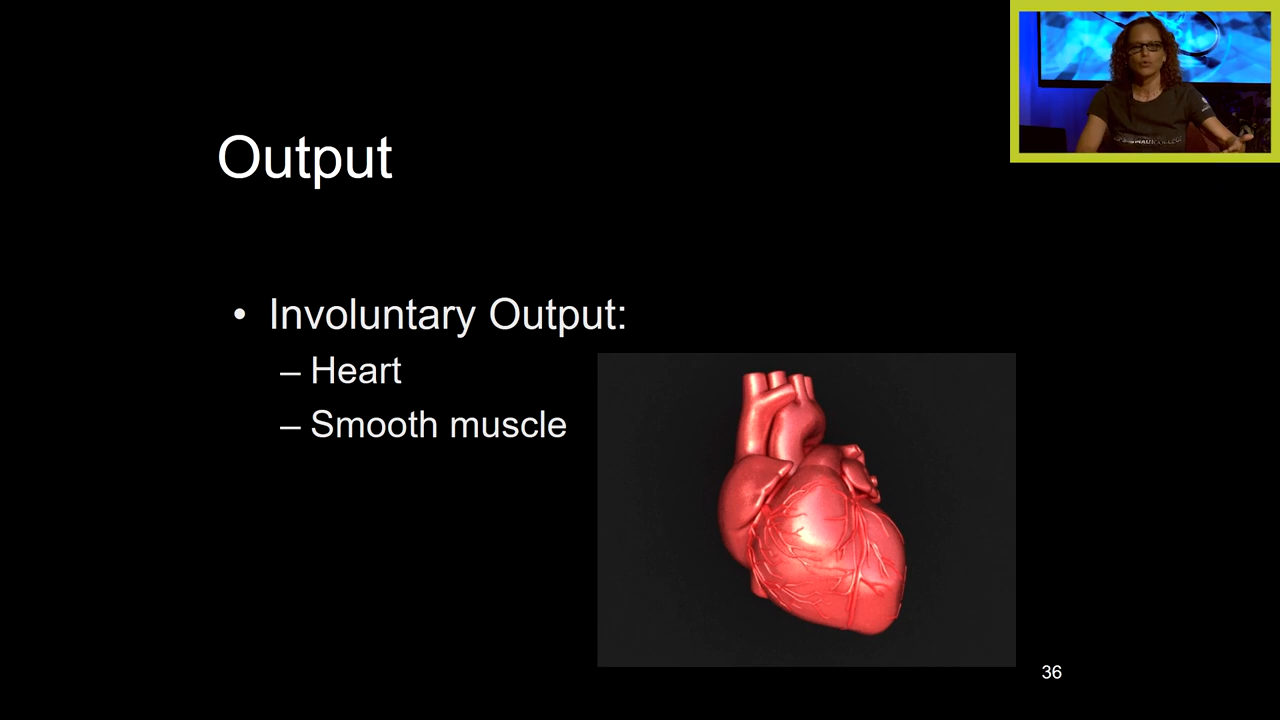 Output
• Involuntary Output:
– Heart
– Smooth muscle
36